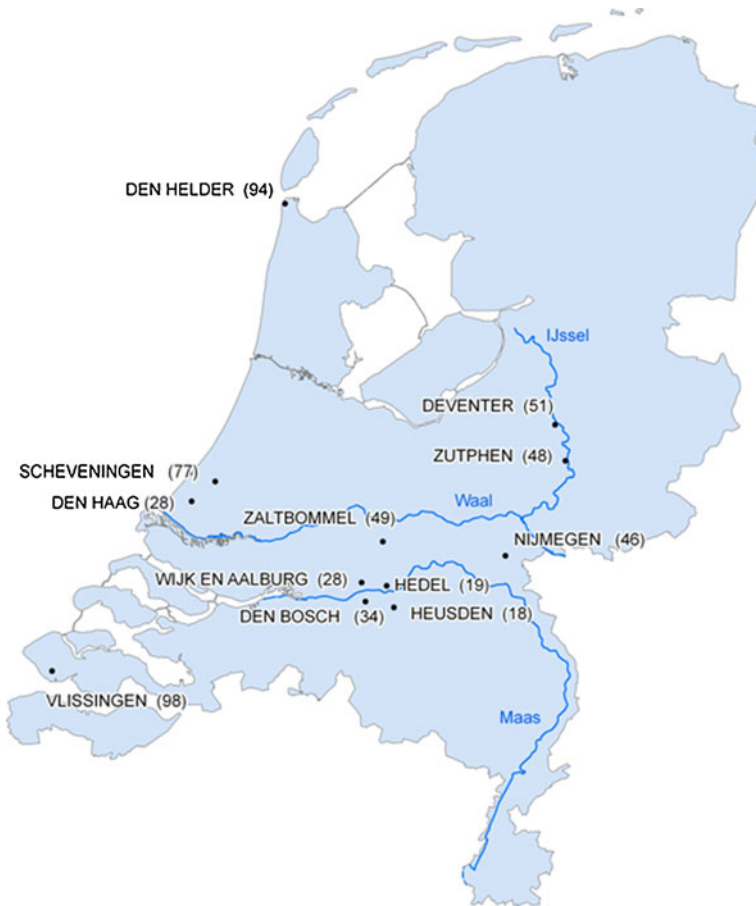 DEN HELDER (94)
IJssel
DEVENTER (51)
ZUTPHEN (48)
SCHEVENINGEN (77)
DEN HAAG (28)
Waal
ZALTBOMMEL (49)
NIJMEGEN (46)
WIJK EN AALBURG (28)
HEDEL (19)
DEN BOSCH (34)
HEUSDEN (18)
VLISSINGEN (98)
Maas